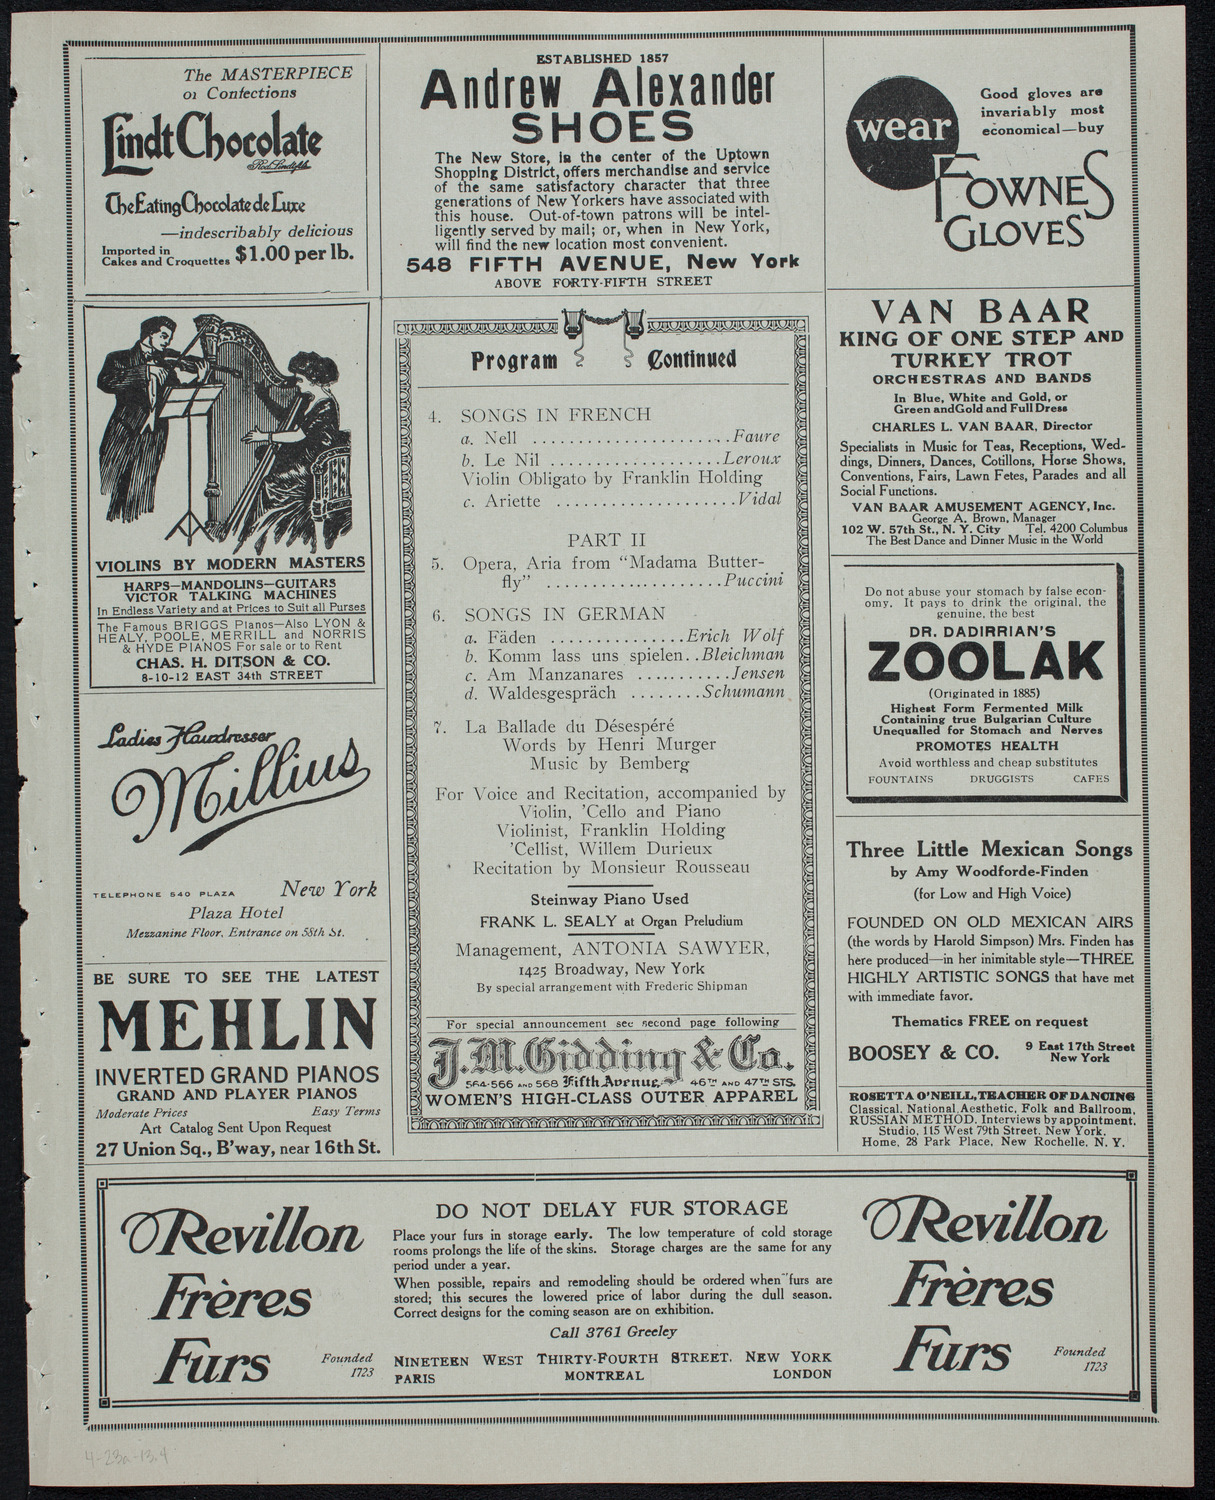 The MASTERPIECE
of Confections
Lindt Chocolate
The Eating Chocolate de Luxe
—indescribably delicious
Imported in
Cakes and Croquettes $1.00 per lb.
ESTABLISHED 1857
Andrew Alexander
SHOES
The New Store, in the center of the Uptown
Shopping District, offers merchandise and service
of the same satisfactory character that three
generations of New Yorkers have associated with
this house. Out-of-town patrons will be intel-
ligently served by mail; or, when in New York,
will find the new location most convenient.
548 FIFTH AVENUE, New York
ABOVE FORTY-FIFTH STREET
wear
Good gloves are
invariably most
economical—buy
FOWNES
GLOVES
VIOLINS BY MODERN MASTERS
HARPS—MANDOLINS—GUITARS
VICTOR TALKING MACHINES
In Endless Variety and at Prices to Suit all Purses
The Famous BRIGGS Pianos—Also LYON &
HEALY, POOLE, MERRILL and NORRIS
& HYDE PIANOS For sale or to Rent
CHAS. H. DITSON & CO.
8-10-12 EAST 34th STREET
Ladies Hairdresser
Millius
TELEPHONE 540 PLAZA New York
Plaza Hotel
Mezzanine Floor, Entrance on 58th St.
BE SURE TO SEE THE LATEST
MEHLIN
INVERTED GRAND PIANOS
GRAND AND PLAYER PIANOS
Moderate Prices Easy Terms
Art Catalog Sent Upon Request
27 Union Sq., B'way, near 16th St.
Program Continued
4. SONGS IN FRENCH
a. Nell ......................Faure
b. Le Nil ...................Leroux
Violin Obligato by Franklin Holding
c. Ariette ....................Vidal
PART II
5. Opera, Aria from "Madama Butter-
fly" ......................Puccini
6. SONGS IN GERMAN
a. Fäden ...............Erich Wolf
b. Komm lass uns spielen..Bleichman
c. Am Manzanares ..........Jensen
d. Waldesgespräch ........Schumann
7. La Ballade du Désespéré
Words by Henri Murger
Music by Bemberg
For Voice and Recitation, accompanied by
Violin, 'Cello and Piano
Violinist, Franklin Holding
'Cellist, Willem Durieux
Recitation by Monsieur Rousseau
Steinway Piano Used
FRANK L. SEALY at Organ Preludium
Management, ANTONIA SAWYER,
1425 Broadway, New York
By special arrangement with Frederic Shipman
For special announcement see second page following
J.M. Gidding & Co.
564-566 AND 568 Fifth Avenue, 46TH AND 47TH STS.
WOMEN'S HIGH-CLASS OUTER APPAREL
VAN BAAR
KING OF ONE STEP AND
TURKEY TROT
ORCHESTRAS AND BANDS
In Blue, White and Gold, or
Green and Gold and Full Dress
CHARLES L. VAN BAAR, Director
Specialists in Music for Teas, Receptions, Wed-
dings, Dinners, Dances, Cotillons, Horse Shows,
Conventions, Fairs, Lawn Fetes, Parades and all
Social Functions.
VAN BAAR AMUSEMENT AGENCY, Inc.
George A. Brown, Manager
102 W. 57th St., N. Y. City Tel. 4200 Columbus
The Best Dance and Dinner Music in the World
Do not abuse your stomach by false econ-
omy. It pays to drink the original, the
genuine, the best
DR. DADIRRIAN'S
ZOOLAK
(Originated in 1885)
Highest Form Fermented Milk
Containing true Bulgarian Culture
Unequalled for Stomach and Nerves
PROMOTES HEALTH
Avoid worthless and cheap substitutes
FOUNTAINS DRUGGISTS CAFES
Three Little Mexican Songs
by Amy Woodforde-Finden
(for Low and High Voice)
FOUNDED ON OLD MEXICAN AIRS
(the words by Harold Simpson) Mrs. Finden has
here produced—in her inimitable style—THREE
HIGHLY ARTISTIC SONGS that have met
with immediate favor.
Thematics FREE on request
BOOSEY & CO. 9 East 17th Street
New York
ROSETTA O'NEILL, TEACHER OF DANCING
Classical, National, Aesthetic, Folk and Ballroom,
RUSSIAN METHOD. Interviews by appointment.
Studio, 115 West 79th Street, New York.
Home, 28 Park Place, New Rochelle, N. Y.
Revillon
Frères
Furs
Founded
1723
DO NOT DELAY FUR STORAGE
Place your furs in storage early. The low temperature of cold storage
rooms prolongs the life of the skins. Storage charges are the same for any
period under a year.
When possible, repairs and remodeling should be ordered when furs are
stored; this secures the lowered price of labor during the dull season.
Correct designs for the coming season are on exhibition.
Call 3761 Greeley
NINETEEN WEST THIRTY-FOURTH STREET, NEW YORK
PARIS MONTREAL LONDON
Revillon
Frères
Furs
Founded
1723
4-23a-13.4